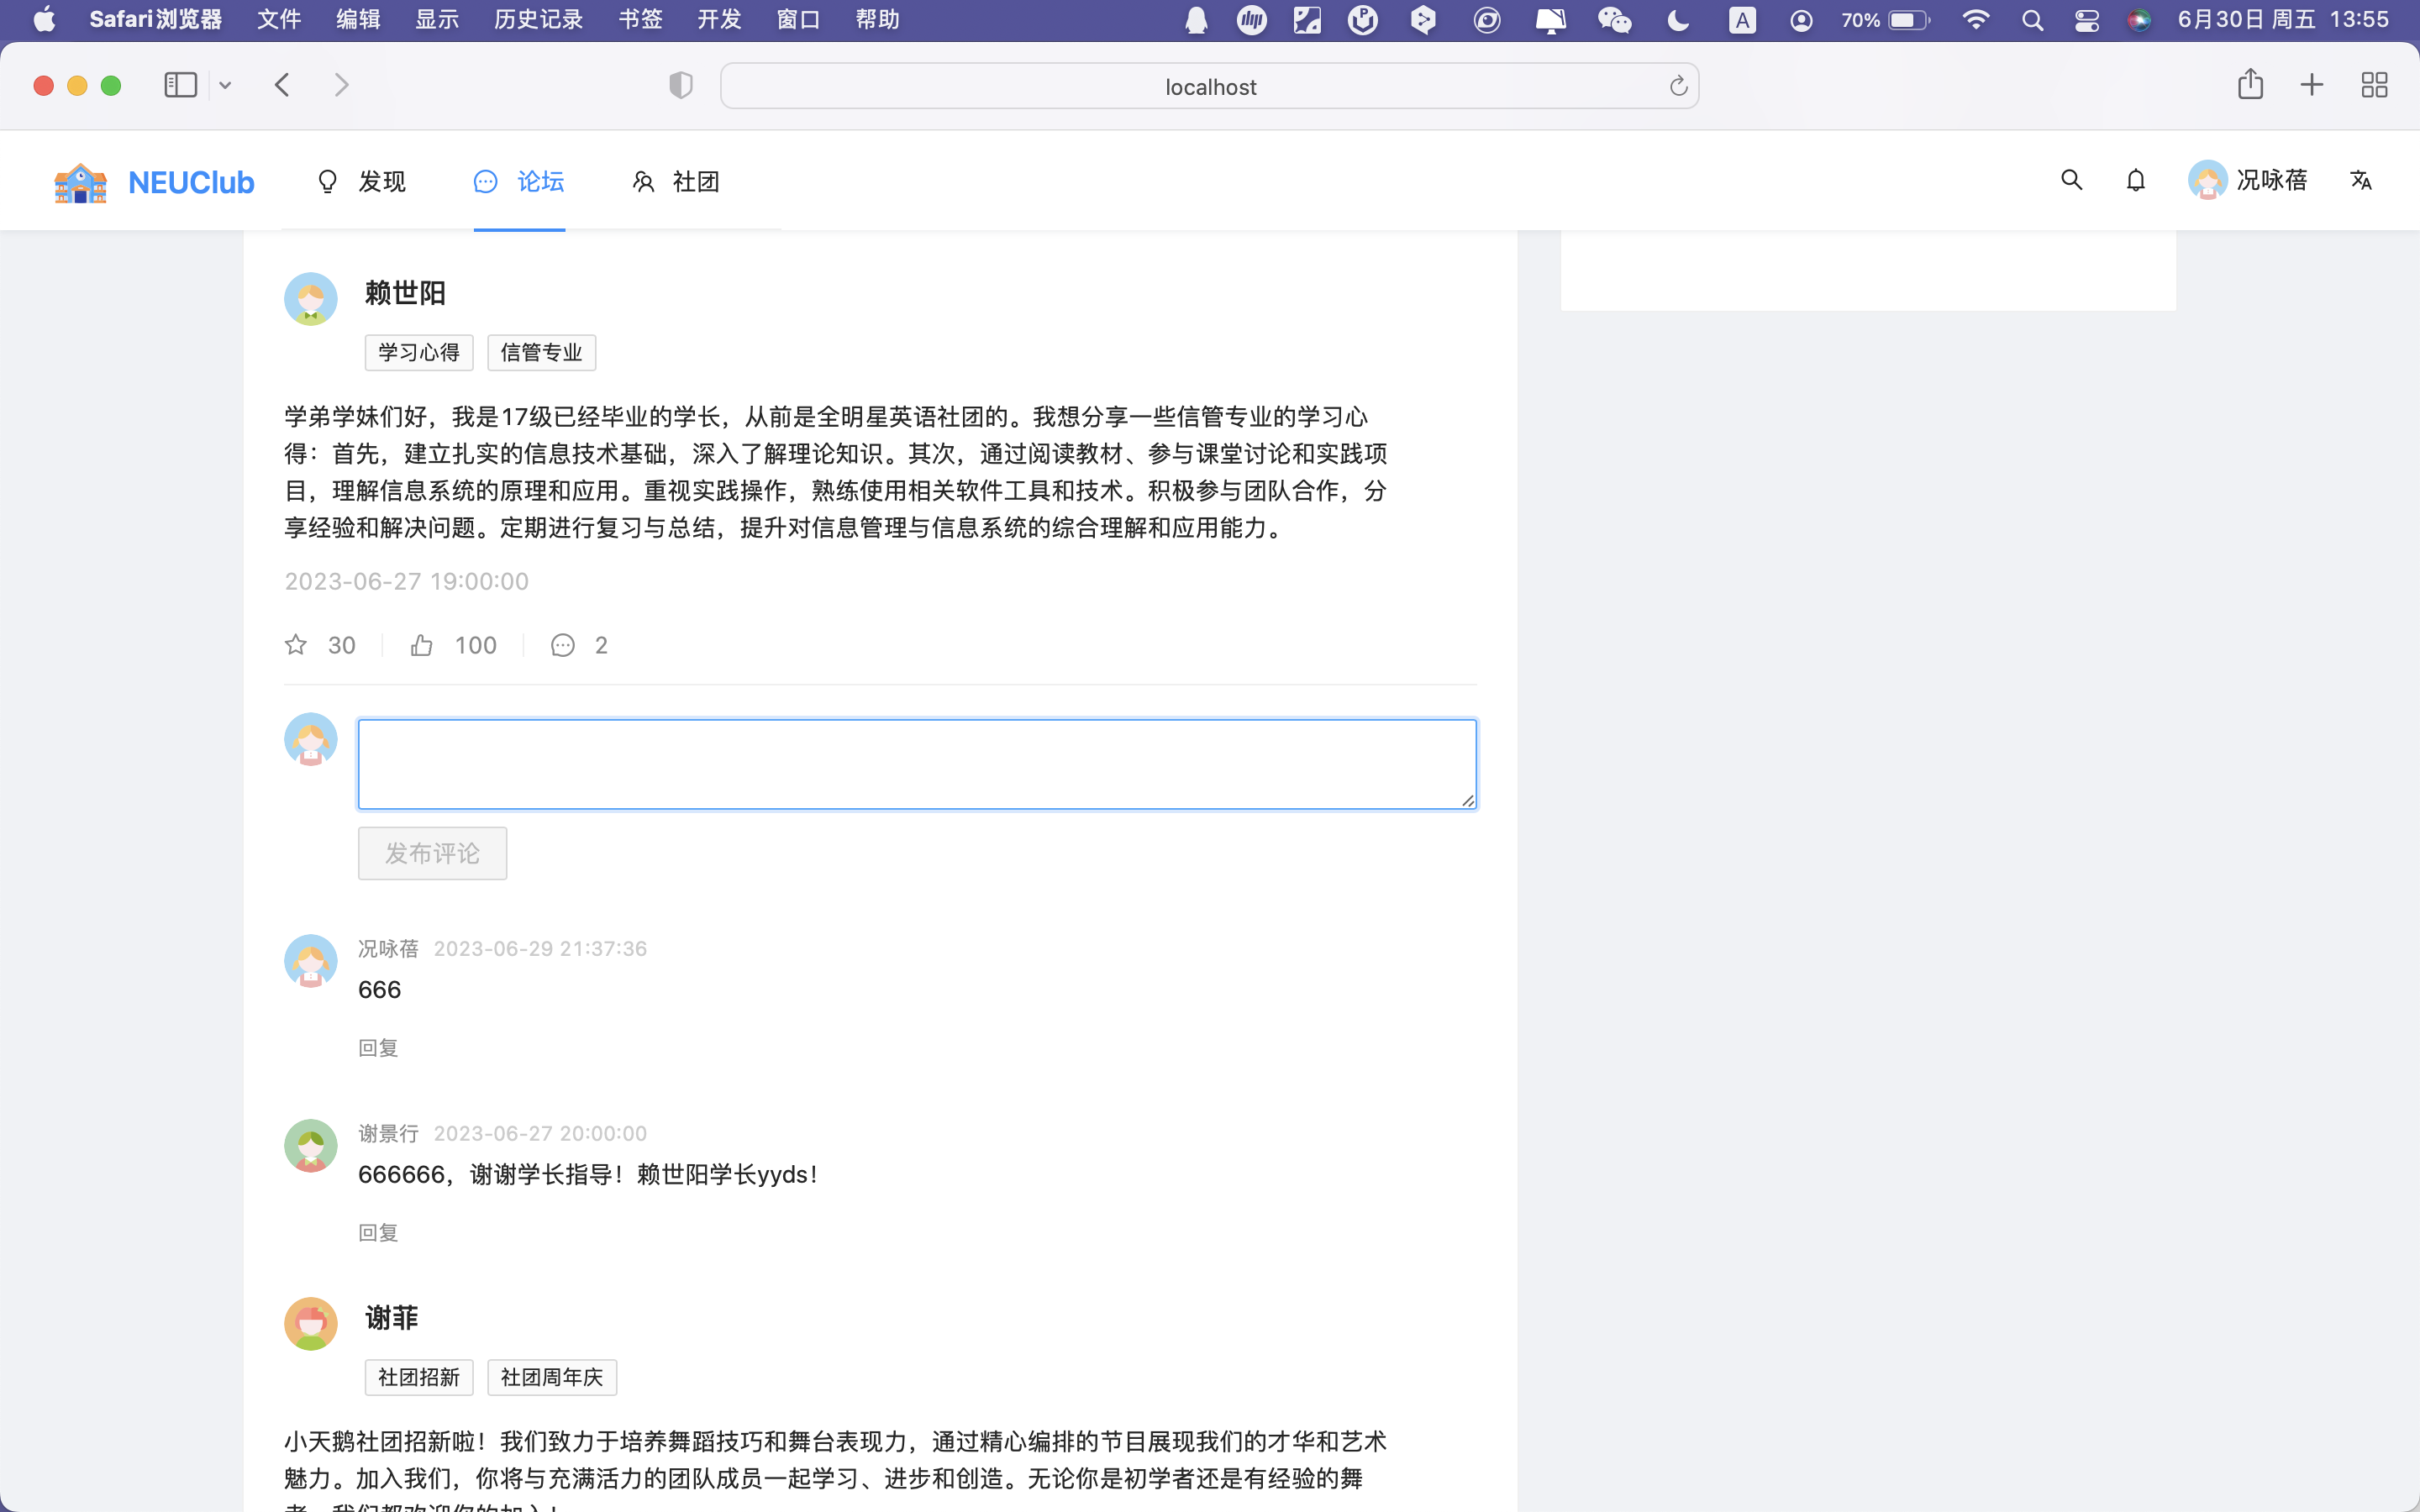 Safari浏览器 文件 编辑 显示 历史记录 书签 开发 窗口 帮助 A 70% 6月30日 周五 13:55
localhost
NEUClub 发现 论坛 社团 况咏蓓
赖世阳
学习心得 信管专业
学弟学妹们好，我是17级已经毕业的学长，从前是全明星英语社团的。我想分享一些信管专业的学习心
得：首先，建立扎实的信息技术基础，深入了解理论知识。其次，通过阅读教材、参与课堂讨论和实践项
目，理解信息系统的原理和应用。重视实践操作，熟练使用相关软件工具和技术。积极参与团队合作，分
享经验和解决问题。定期进行复习与总结，提升对信息管理与信息系统的综合理解和应用能力。
2023-06-27 19:00:00
30 100 2
发布评论
况咏蓓 2023-06-29 21:37:36
666
回复
谢景行 2023-06-27 20:00:00
666666，谢谢学长指导！赖世阳学长yyds！
回复
谢菲
社团招新 社团周年庆
小天鹅社团招新啦！我们致力于培养舞蹈技巧和舞台表现力，通过精心编排的节目展现我们的才华和艺术
魅力。加入我们，你将与充满活力的团队成员一起学习、进步和创造。无论你是初学者还是有经验的舞
者，我们都欢迎你的加入！